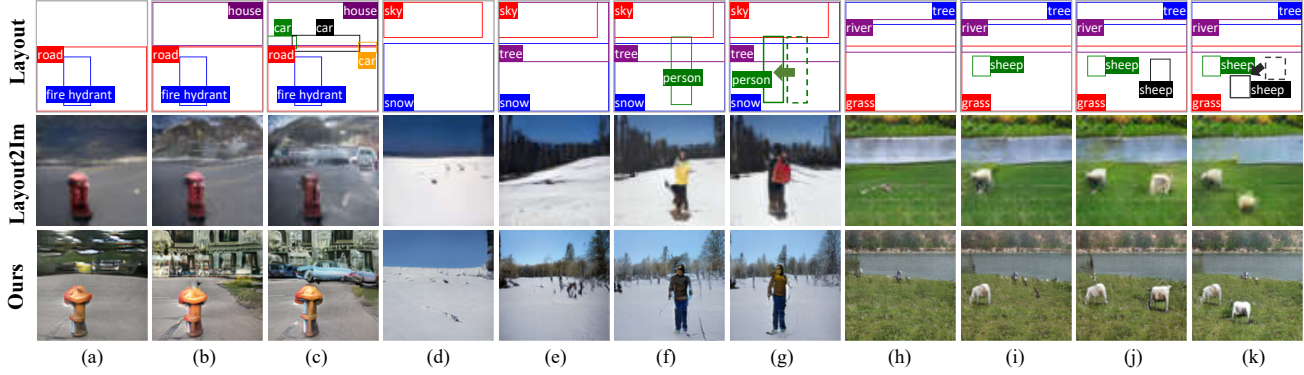 Layout
house
road
fire hydrant
house
road
fire hydrant
house
car
car
road
car
fire hydrant
sky
snow
sky
tree
snow
sky
tree
person
snow
sky
tree
person
snow
tree
river
grass
tree
river
sheep
grass
tree
river
sheep
sheep
grass
tree
river
sheep
sheep
grass
Layout2Im
Ours
(a) (b) (c) (d) (e) (f) (g) (h) (i) (j) (k)